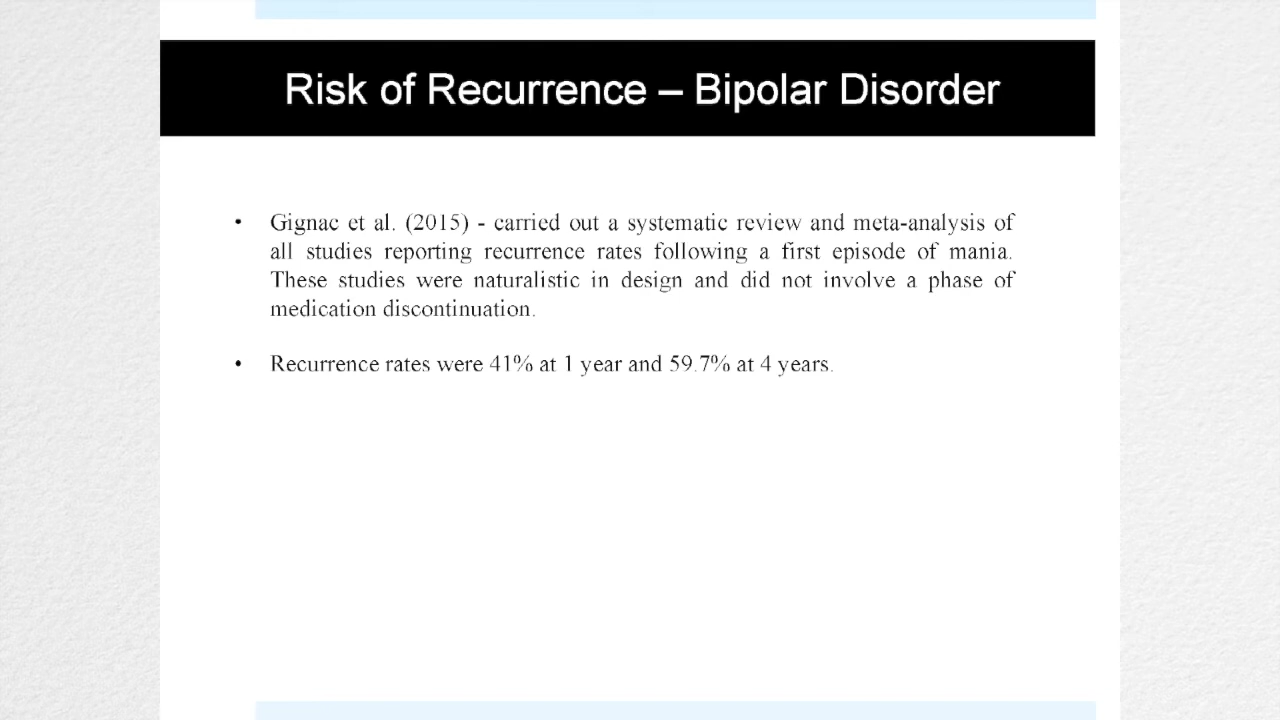 Risk of Recurrence – Bipolar Disorder
• Gignac et al. (2015) - carried out a systematic review and meta-analysis of
all studies reporting recurrence rates following a first episode of mania.
These studies were naturalistic in design and did not involve a phase of
medication discontinuation.
• Recurrence rates were 41% at 1 year and 59.7% at 4 years.